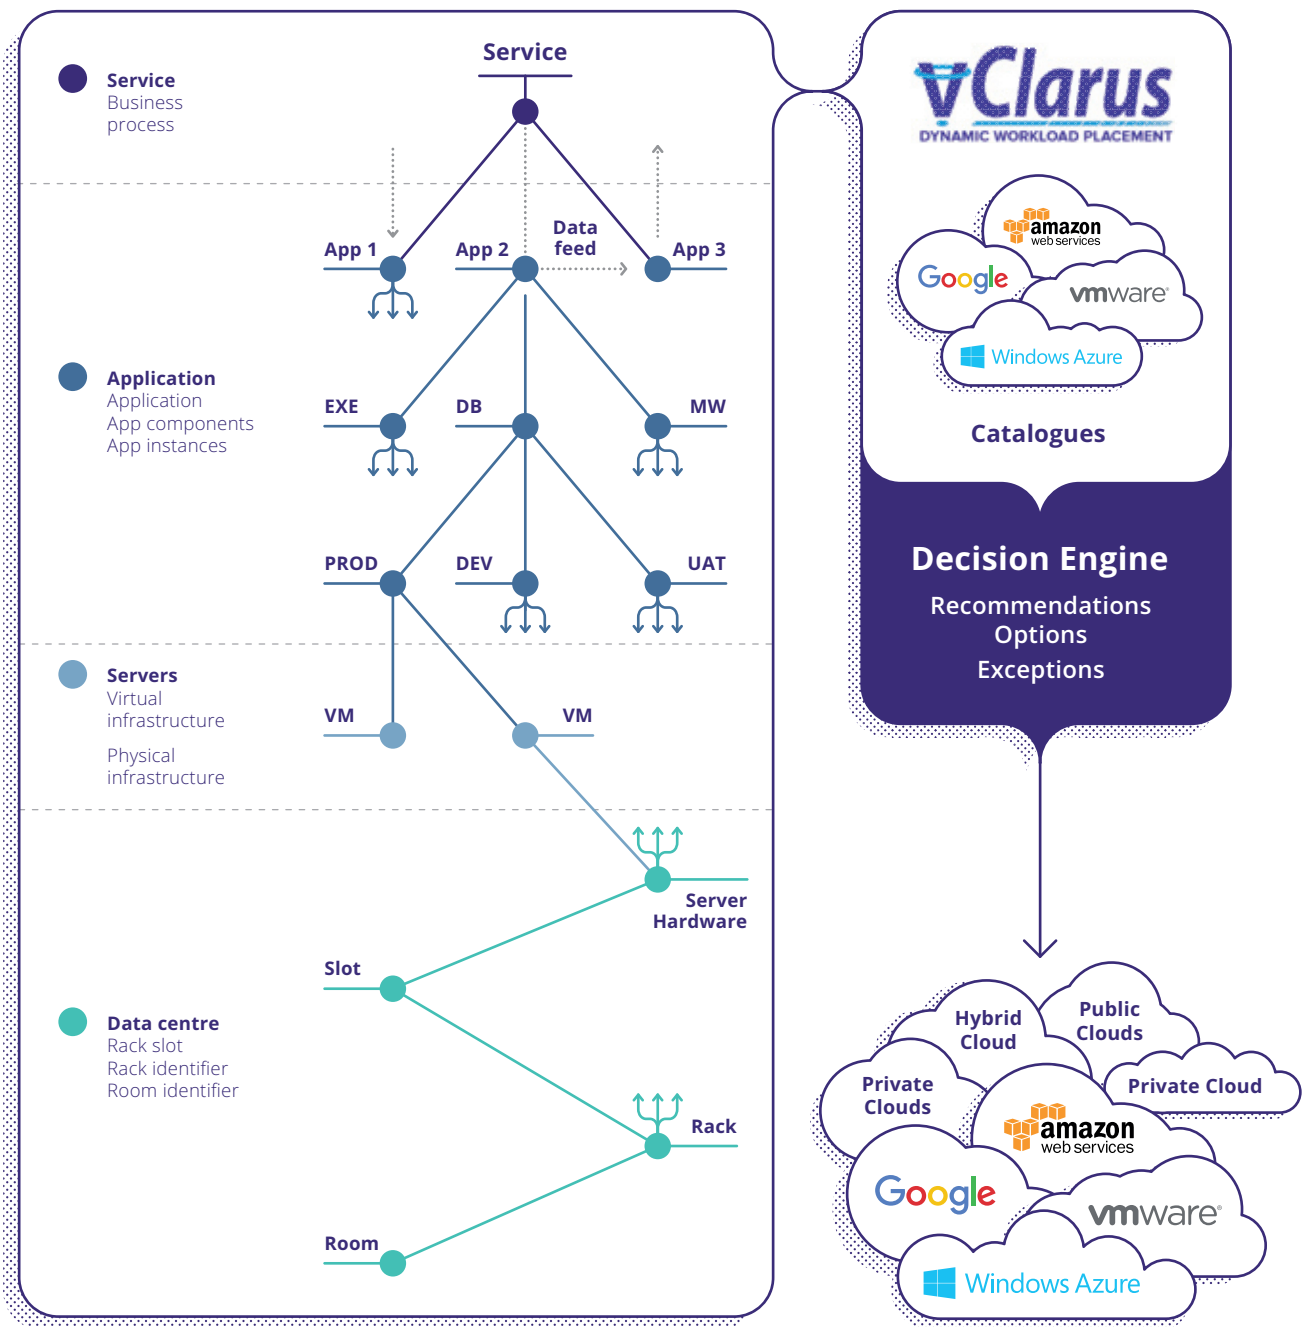 Service
Business
process
Service
App 1
App 2
Data
feed
App 3
Application
Application
App components
App instances
EXE
DB
MW
PROD
DEV
UAT
Servers
Virtual
infrastructure
Physical
infrastructure
VM
VM
Server
Hardware
Slot
Data centre
Rack slot
Rack identifier
Room identifier
Rack
Room
vClarus
DYNAMIC WORKLOAD PLACEMENT
amazon
web services
Google
vmware®
Windows Azure
Catalogues
Decision Engine
Recommendations
Options
Exceptions
Hybrid
Cloud
Public
Clouds
Private
Clouds
Private Cloud
amazon
web services
Google
vmware®
Windows Azure